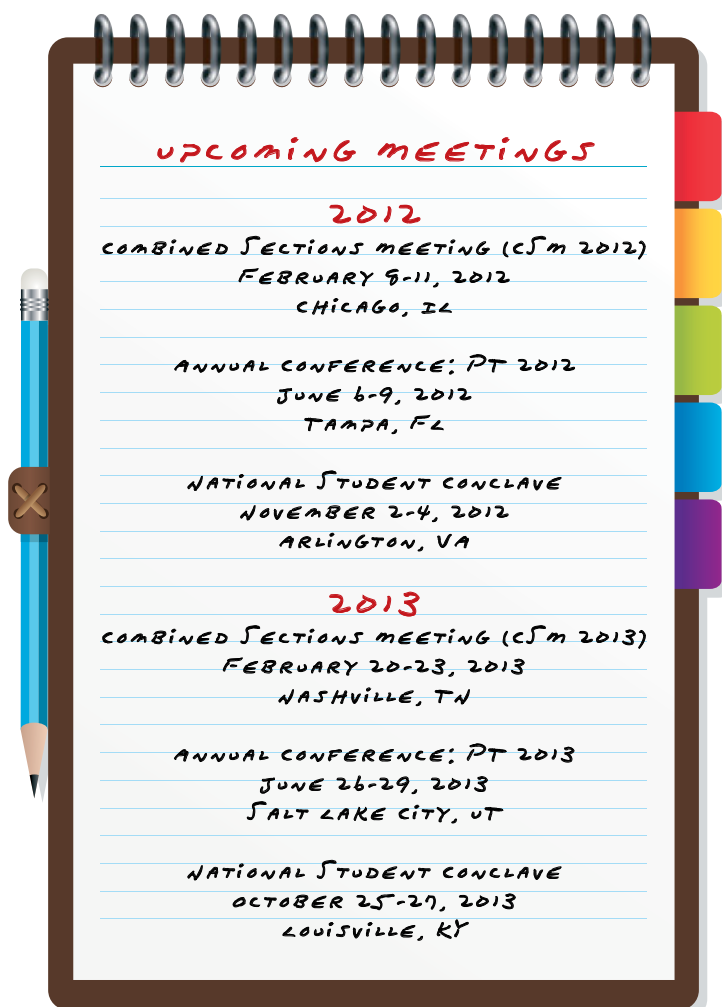 UPCOMING MEETINGS
2012
COMBINED SECTIONS MEETING (CSM 2012)
FEBRUARY 8-11, 2012
CHICAGO, IL
ANNUAL CONFERENCE: PT 2012
JUNE 6-9, 2012
TAMPA, FL
NATIONAL STUDENT CONCLAVE
NOVEMBER 2-4, 2012
ARLINGTON, VA
2013
COMBINED SECTIONS MEETING (CSM 2013)
FEBRUARY 20-23, 2013
NASHVILLE, TN
ANNUAL CONFERENCE: PT 2013
JUNE 26-29, 2013
SALT LAKE CITY, UT
NATIONAL STUDENT CONCLAVE
OCTOBER 25-27, 2013
LOUISVILLE, KY